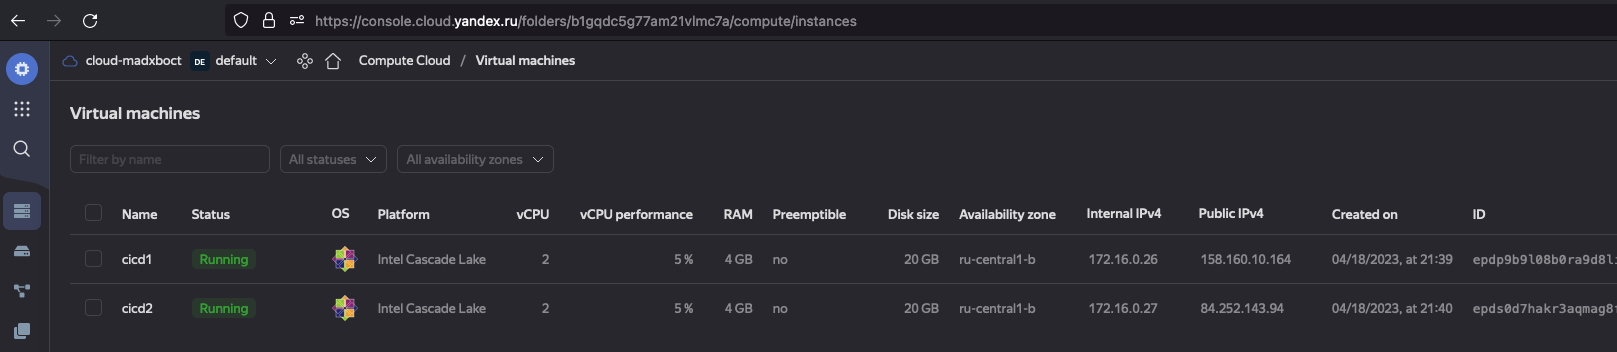 https://console.cloud.yandex.ru/folders/b1gqdc5g77am21vlmc7a/compute/instances
cloud-madxboct DE default Compute Cloud / Virtual machines
Virtual machines
Filter by name All statuses All availability zones
Name Status OS Platform vCPU vCPU performance RAM Preemptible Disk size Availability zone Internal IPv4 Public IPv4 Created on ID
cicd1 Running Intel Cascade Lake 2 5 % 4 GB no 20 GB ru-central1-b 172.16.0.26 158.160.10.164 04/18/2023, at 21:39 epdp9b9l08b0ra9d8l
cicd2 Running Intel Cascade Lake 2 5 % 4 GB no 20 GB ru-central1-b 172.16.0.27 84.252.143.94 04/18/2023, at 21:40 epds0d7hakr3aqmag8